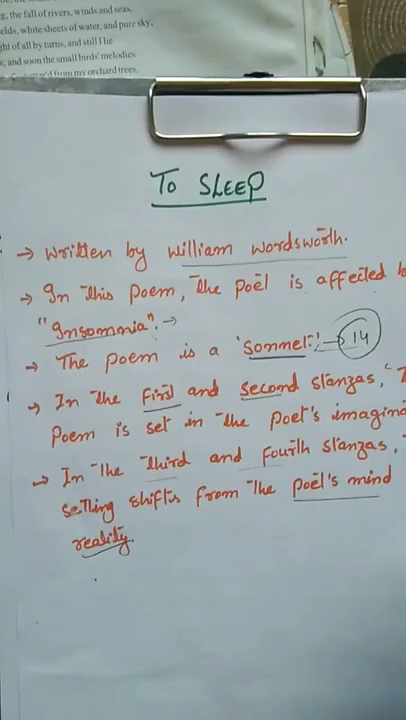 g, the fall of rivers, winds and seas,
elds, white sheets of water, and pure sky,
ght of all by turns, and still I lie
s; and soon the small birds' melodies
from my orchard trees,
TO SLEEP
→ Written by William Wordsworth.
→ In this poem, the poet is affected b
"Insomnia". →
→ The poem is a 'sonnet.' → 14
→ In the first and second stanzas,
Poem is set in the Poet's imagina
→ In the third and fourth stanzas,
setting shifts from the poet's mind
reality.